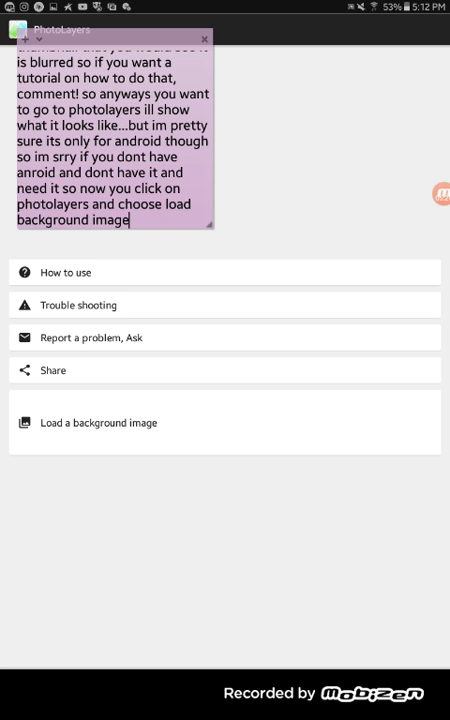 53% 5:12 PM
PhotoLayers
is blurred so if you want a
tutorial on how to do that,
comment! so anyways you want
to go to photolayers ill show
what it looks like...but im pretty
sure its only for android though
so im srry if you dont have
anroid and dont have it and
need it so now you click on
photolayers and choose load
background image
How to use
Trouble shooting
Report a problem, Ask
Share
Load a background image
Recorded by mobizen